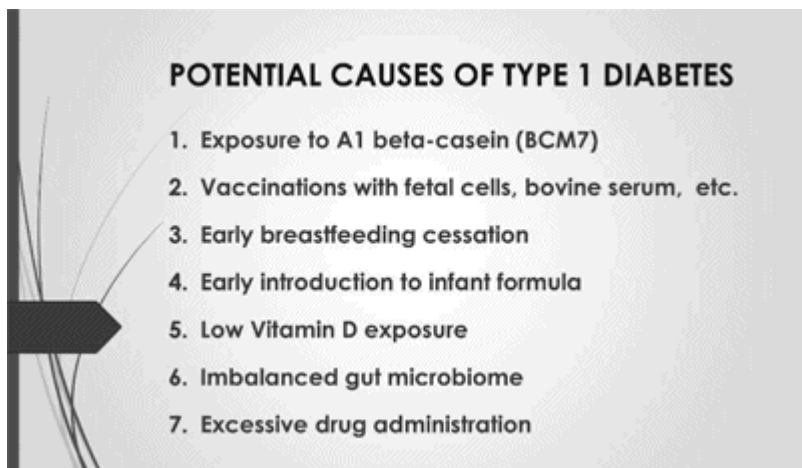 POTENTIAL CAUSES OF TYPE 1 DIABETES
1. Exposure to A1 beta-casein (BCM7)
2. Vaccinations with fetal cells, bovine serum, etc.
3. Early breastfeeding cessation
4. Early introduction to infant formula
5. Low Vitamin D exposure
6. Imbalanced gut microbiome
7. Excessive drug administration